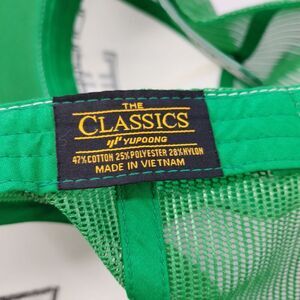 THE
CLASSICS
YUPOONG
47%COTTON 25%POLYESTER 28%NYLON
MADE IN VIETNAM